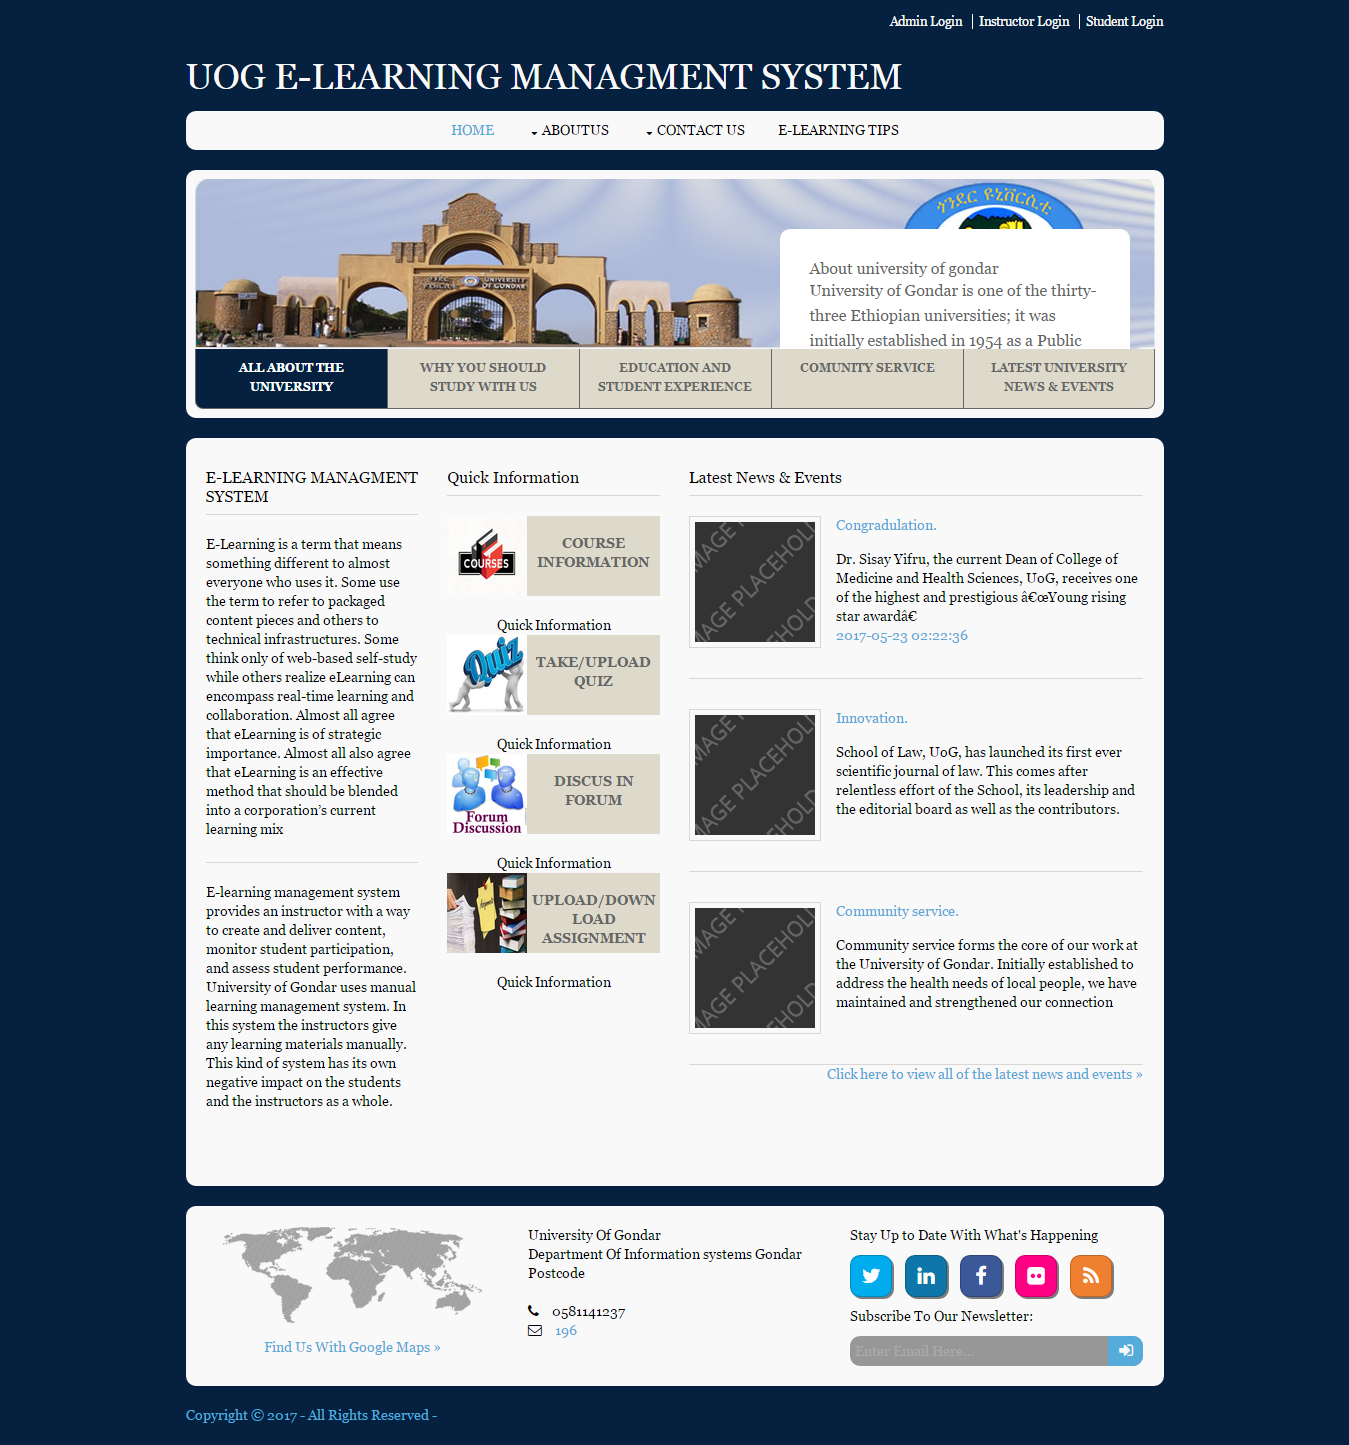 Admin Login
Instructor Login
Student Login
UOG E-LEARNING MANAGMENT SYSTEM
HOME
ABOUTUS
CONTACT US
E-LEARNING TIPS
ጎንደር ዩኒቨርሲቲ
UNIVERSITY
OF GONDAR
About university of gondar
University of Gondar is one of the thirty-
three Ethiopian universities; it was
initially established in 1954 as a Public
ALL ABOUT THE
UNIVERSITY
WHY YOU SHOULD
STUDY WITH US
EDUCATION AND
STUDENT EXPERIENCE
COMUNITY SERVICE
LATEST UNIVERSITY
NEWS & EVENTS
E-LEARNING MANAGMENT
SYSTEM
E-Learning is a term that means
something different to almost
everyone who uses it. Some use
the term to refer to packaged
content pieces and others to
technical infrastructures. Some
think only of web-based self-study
while others realize eLearning can
encompass real-time learning and
collaboration. Almost all agree
that eLearning is of strategic
importance. Almost all also agree
that eLearning is an effective
method that should be blended
into a corporation's current
learning mix
E-learning management system
provides an instructor with a way
to create and deliver content,
monitor student participation,
and assess student performance.
University of Gondar uses manual
learning management system. In
this system the instructors give
any learning materials manually.
This kind of system has its own
negative impact on the students
and the instructors as a whole.
Quick Information
COURSES
COURSE
INFORMATION
Quick Information
Quiz
TAKE/UPLOAD
QUIZ
Quick Information
Forum
Discussion
DISCUS IN
FORUM
Quick Information
UPLOAD/DOWN
LOAD
ASSIGNMENT
Quick Information
Latest News & Events
IMAGE PLACEHOLD
Congradulation.
Dr. Sisay Yifru, the current Dean of College of
Medicine and Health Sciences, UoG, receives one
of the highest and prestigious â€œYoung rising
star awardâ€
2017-05-23 02:22:36
IMAGE PLACEHOLD
Innovation.
School of Law, UoG, has launched its first ever
scientific journal of law. This comes after
relentless effort of the School, its leadership and
the editorial board as well as the contributors.
IMAGE PLACEHOLD
Community service.
Community service forms the core of our work at
the University of Gondar. Initially established to
address the health needs of local people, we have
maintained and strengthened our connection
Click here to view all of the latest news and events »
Find Us With Google Maps »
University Of Gondar
Department Of Information systems Gondar
Postcode
0581141237
196
Stay Up to Date With What's Happening
Subscribe To Our Newsletter:
Enter Email Here...
Copyright © 2017 - All Rights Reserved -